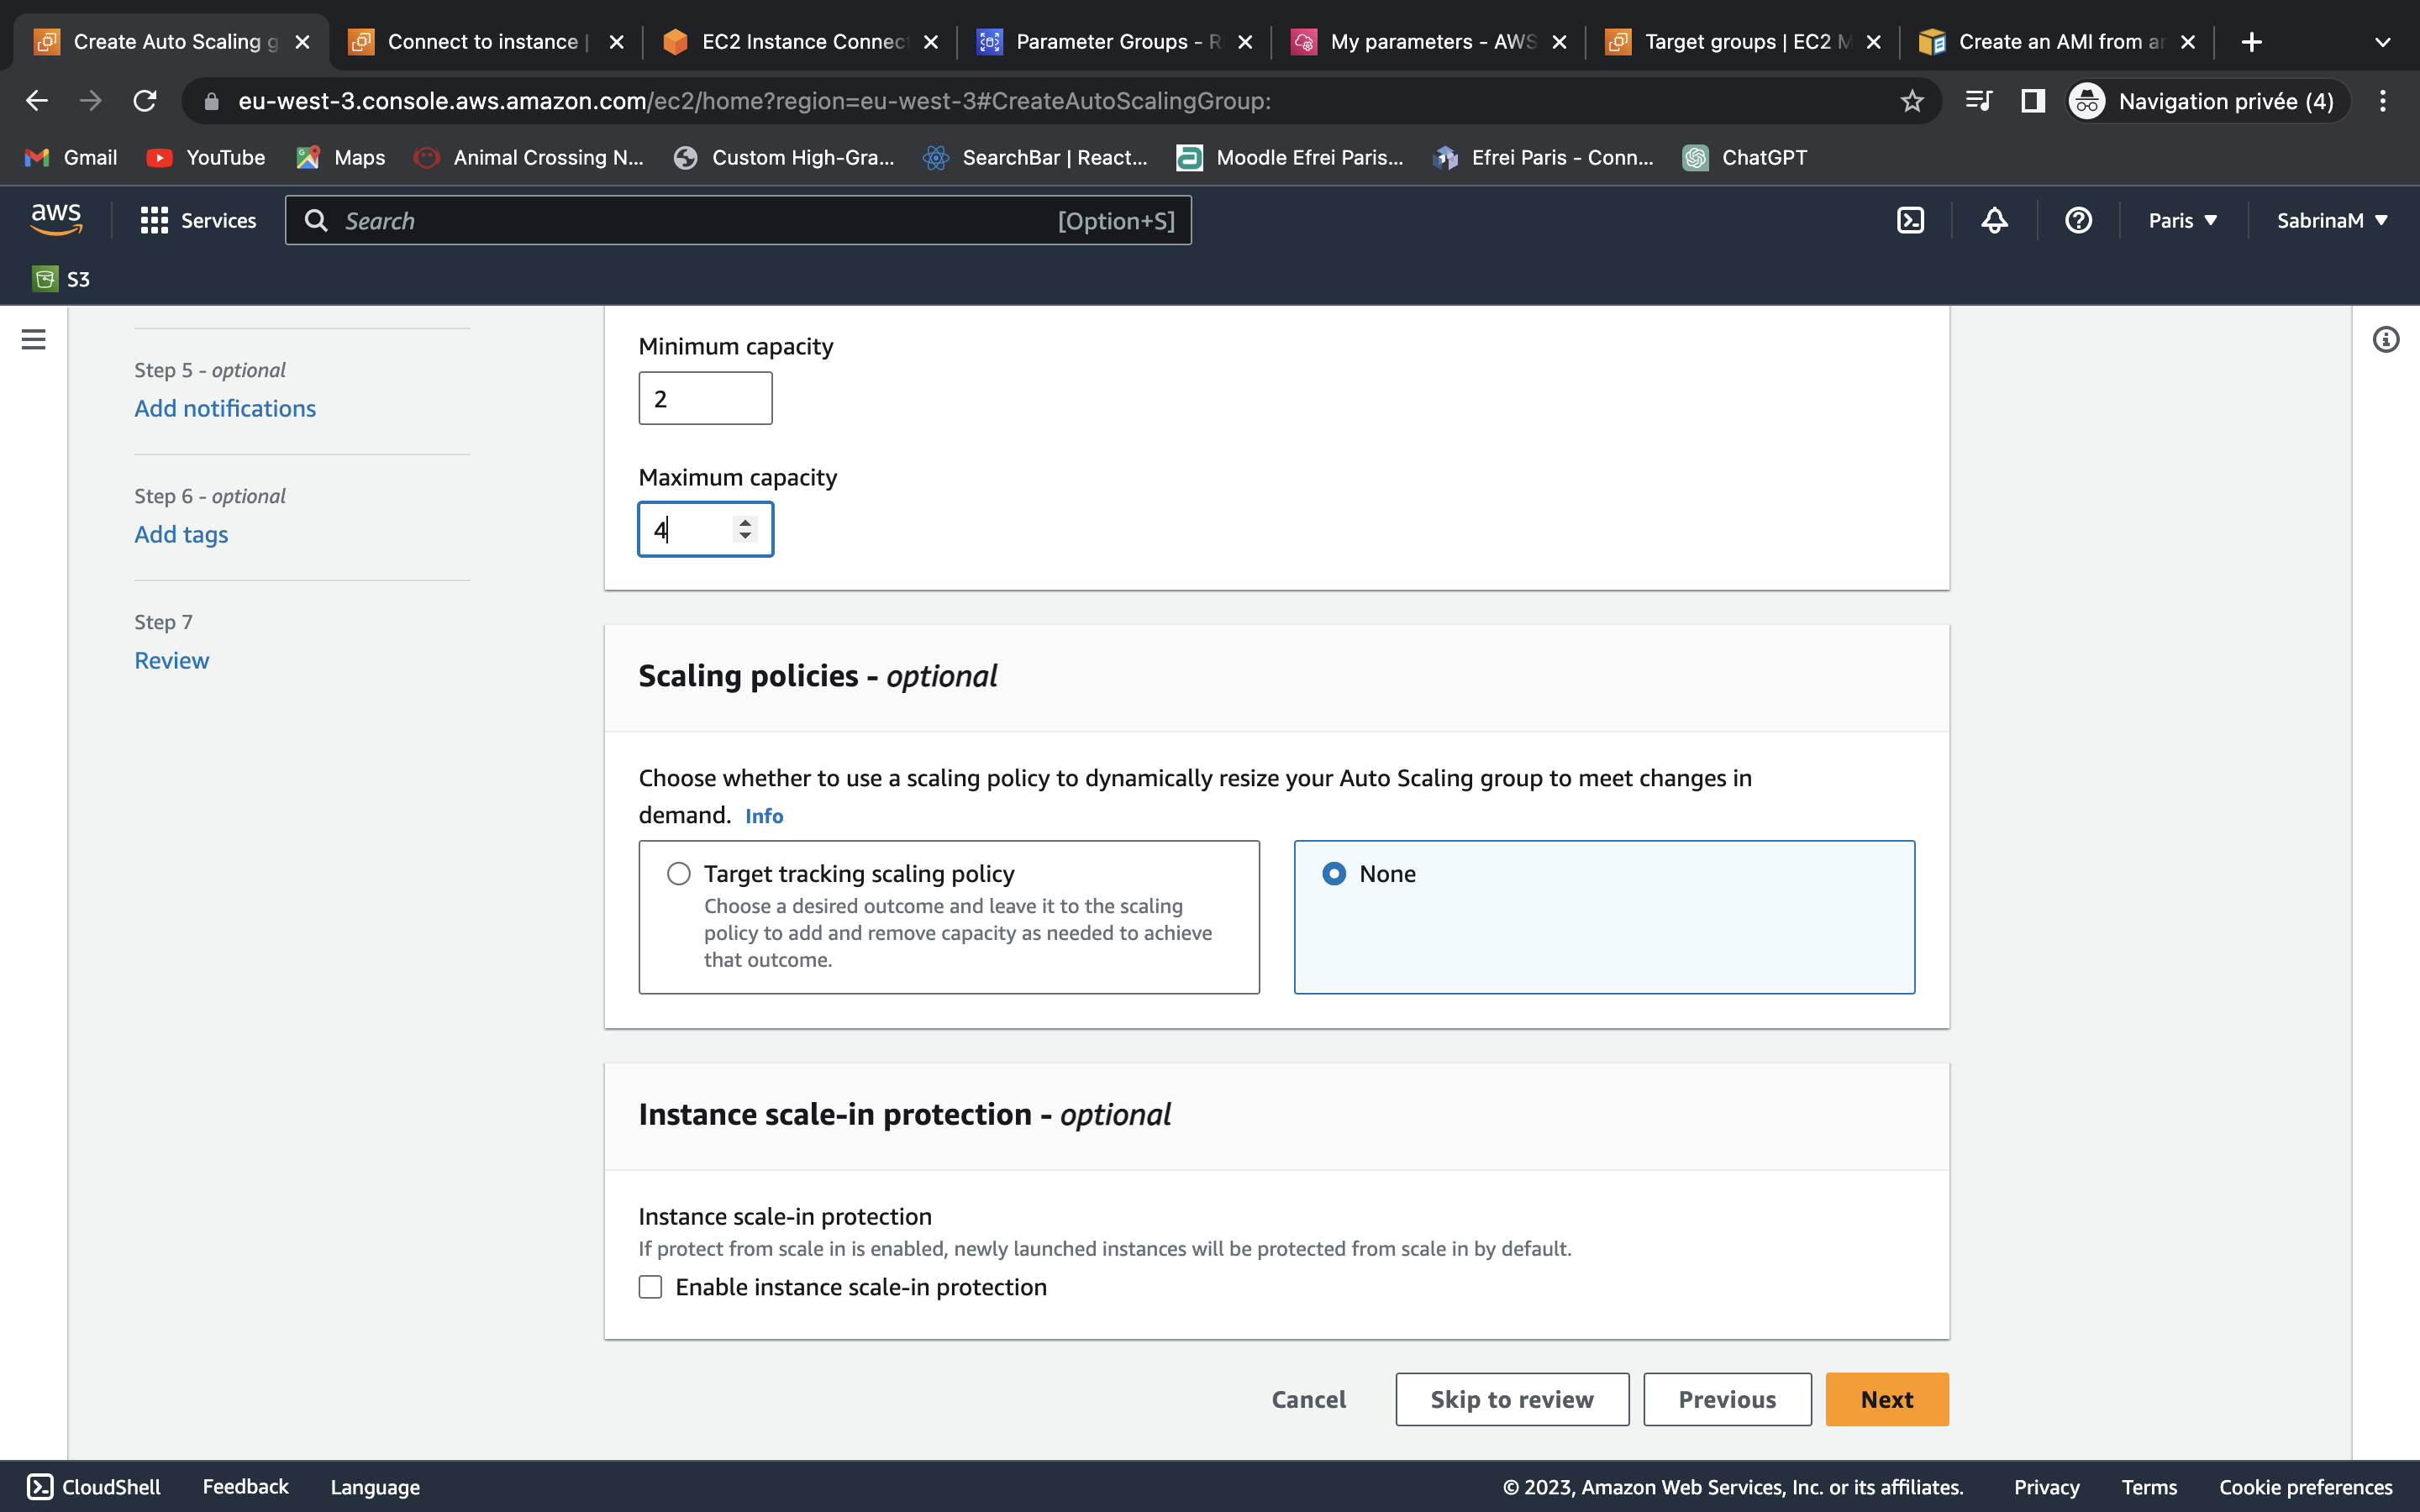 Create Auto Scaling g
Connect to instance |
EC2 Instance Connec
Parameter Groups - R
My parameters - AWS
Target groups | EC2 M
Create an AMI from an
eu-west-3.console.aws.amazon.com/ec2/home?region=eu-west-3#CreateAutoScalingGroup:
Navigation privée (4)
Gmail
YouTube
Maps
Animal Crossing N...
Custom High-Gra...
SearchBar | React...
Moodle Efrei Paris...
Efrei Paris - Conn...
ChatGPT
aws
Services
Search
[Option+S]
Paris
SabrinaM
S3
Step 5 - optional
Add notifications
Step 6 - optional
Add tags
Step 7
Review
Minimum capacity
2
Maximum capacity
4
Scaling policies - optional
Choose whether to use a scaling policy to dynamically resize your Auto Scaling group to meet changes in
demand. Info
Target tracking scaling policy
Choose a desired outcome and leave it to the scaling
policy to add and remove capacity as needed to achieve
that outcome.
None
Instance scale-in protection - optional
Instance scale-in protection
If protect from scale in is enabled, newly launched instances will be protected from scale in by default.
Enable instance scale-in protection
Cancel
Skip to review
Previous
Next
CloudShell
Feedback
Language
© 2023, Amazon Web Services, Inc. or its affiliates.
Privacy
Terms
Cookie preferences